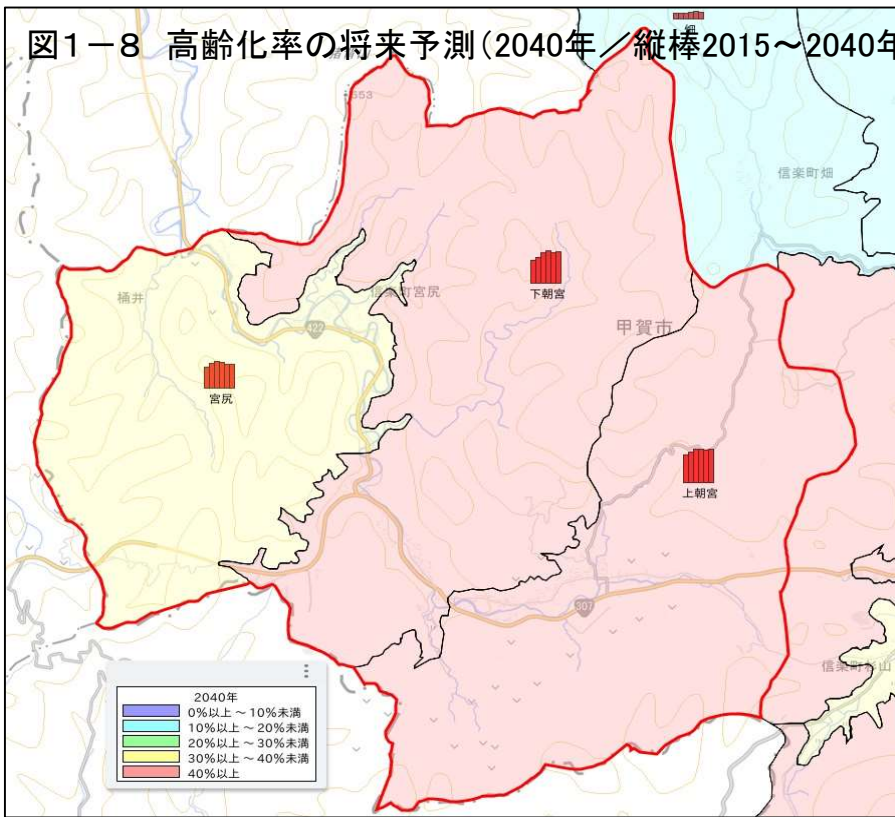 図1－8 高齢化率の将来予測(2040年／縦棒2015～2040年
畑
553
信楽町畑
桶井
信楽町宮尻
下朝宮
甲賀市
422
宮尻
上朝宮
307
信楽町杉山
2040年
0%以上～10%未満
10%以上～20%未満
20%以上～30%未満
30%以上～40%未満
40%以上